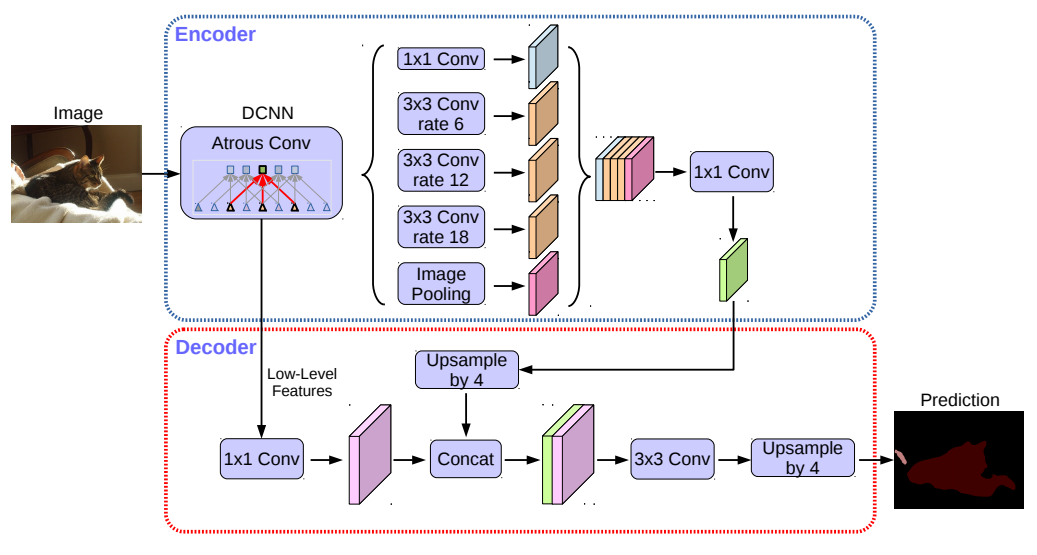 Encoder
Image
DCNN
Atrous Conv
1x1 Conv
3x3 Conv
rate 6
3x3 Conv
rate 12
3x3 Conv
rate 18
Image
Pooling
1x1 Conv
Decoder
Low-Level
Features
Upsample
by 4
1x1 Conv
Concat
3x3 Conv
Upsample
by 4
Prediction